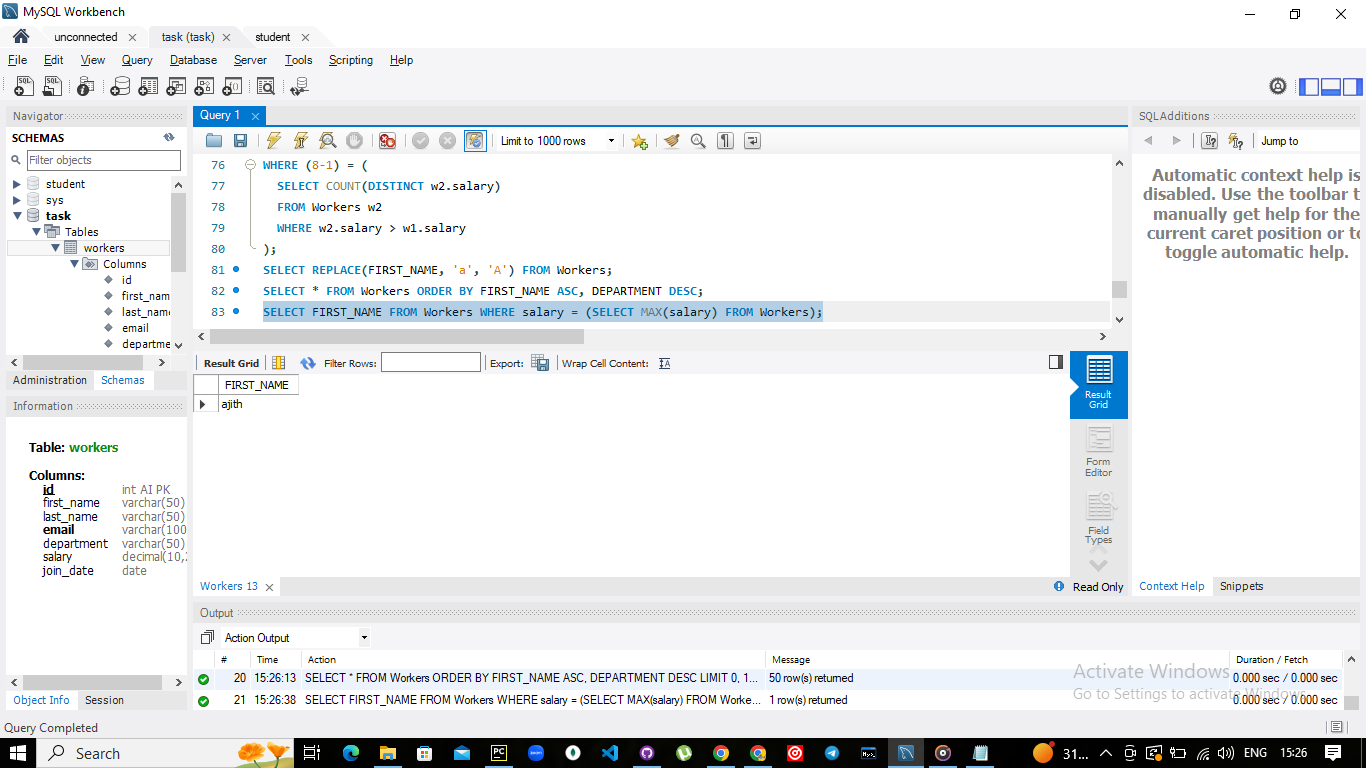 MySQL Workbench
unconnected
task (task)
student
File Edit View Query Database Server Tools Scripting Help
Navigator
SCHEMAS
Filter objects
student
sys
task
Tables
workers
Columns
id
first_nam
last_name
email
departme
Administration Schemas
Information
Table: workers
Columns:
id int AI PK
first_name varchar(50)
last_name varchar(50)
email varchar(100
department varchar(50)
salary decimal(10,
join_date date
Object Info Session
Query 1
Limit to 1000 rows
76 WHERE (8-1) = (
77 SELECT COUNT(DISTINCT w2.salary)
78 FROM Workers w2
79 WHERE w2.salary > w1.salary
80 );
81 SELECT REPLACE(FIRST_NAME, 'a', 'A') FROM Workers;
82 SELECT * FROM Workers ORDER BY FIRST_NAME ASC, DEPARTMENT DESC;
83 SELECT FIRST_NAME FROM Workers WHERE salary = (SELECT MAX(salary) FROM Workers);
Result Grid Filter Rows: Export: Wrap Cell Content:
FIRST_NAME
ajith
Result
Grid
Form
Editor
Field
Types
Workers 13
Read Only
SQLAdditions
Jump to
Automatic context help is
disabled. Use the toolbar t
manually get help for the
current caret position or to
toggle automatic help.
Context Help Snippets
Output
Action Output
# Time Action Message Duration / Fetch
20 15:26:13 SELECT * FROM Workers ORDER BY FIRST_NAME ASC, DEPARTMENT DESC LIMIT 0, 1... 50 row(s) returned 0.000 sec / 0.000 sec
21 15:26:38 SELECT FIRST_NAME FROM Workers WHERE salary = (SELECT MAX(salary) FROM Worke... 1 row(s) returned 0.000 sec / 0.000 sec
Activate Windows
Go to Settings to activate Windows.
Query Completed
Search
31...
ENG
15:26